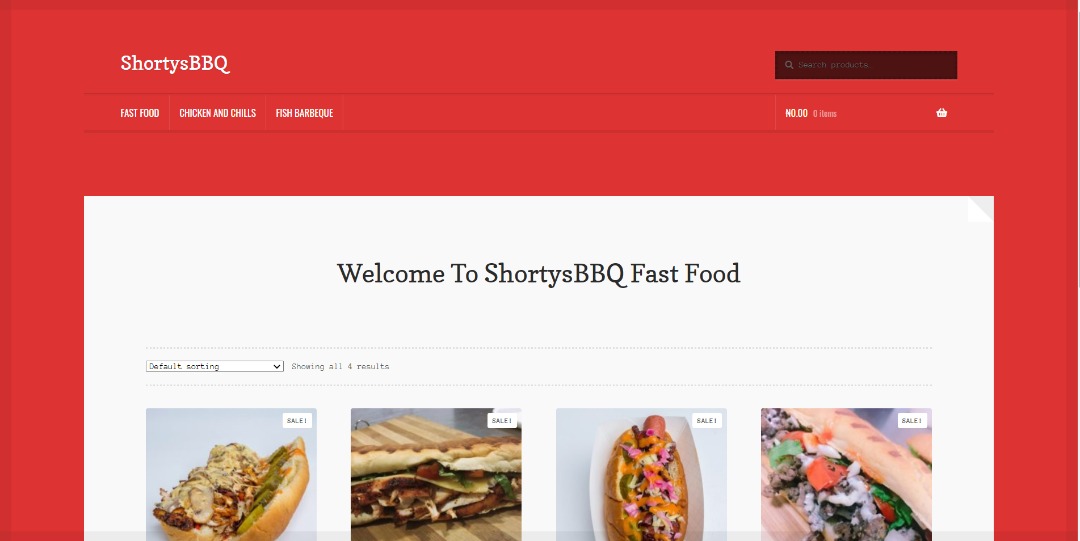 ShortysBBQ
Search products…
FAST FOOD
CHICKEN AND CHILLS
FISH BARBEQUE
₦0.00 0 items
Welcome To ShortysBBQ Fast Food
Default sorting
Showing all 4 results
SALE!
SALE!
SALE!
SALE!